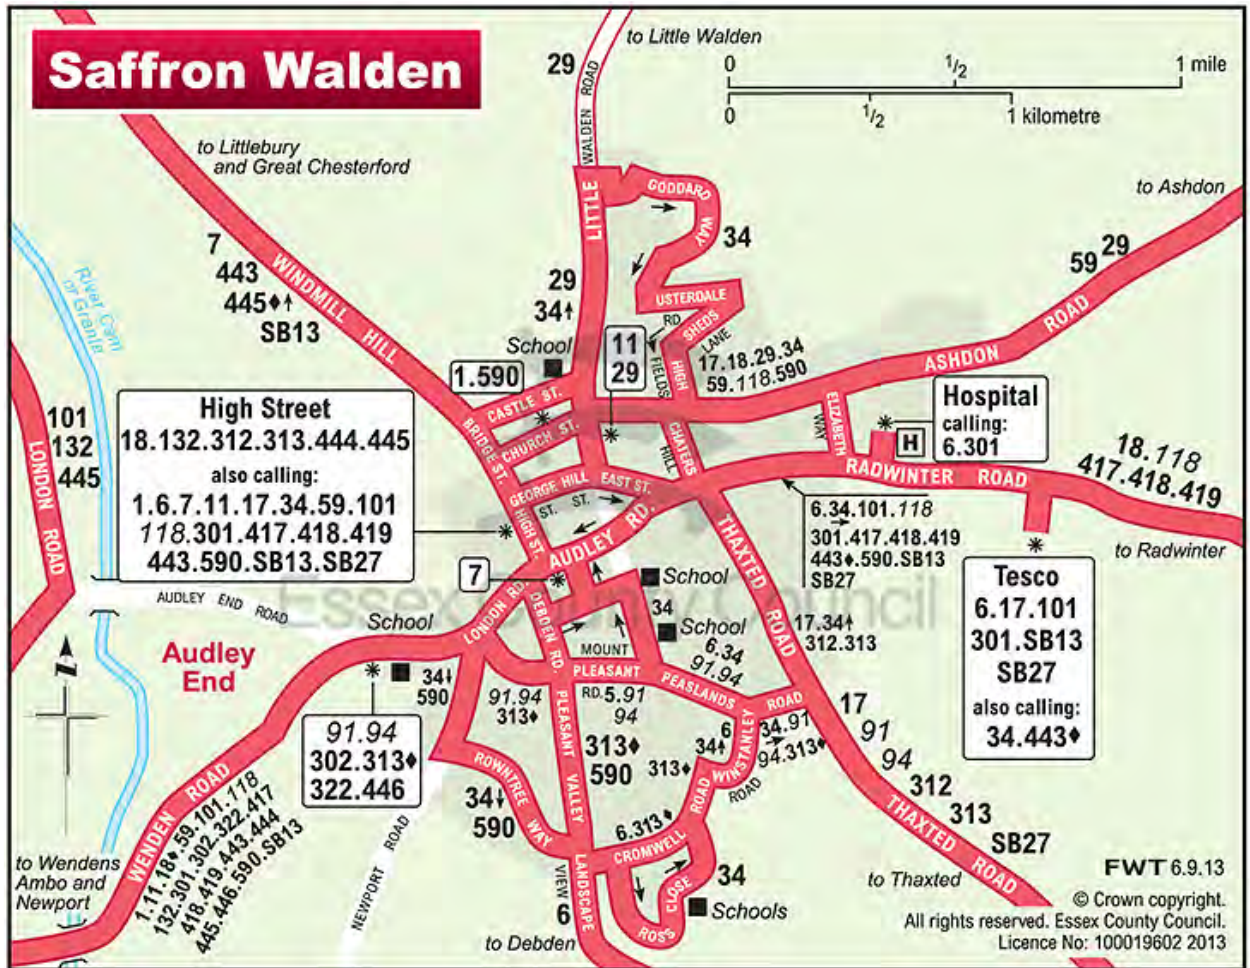 Saffron Walden
to Little Walden
29
WALDEN ROAD
LITTLE
0 1/2 1 mile
0 1/2 1 kilometre
to Littlebury
and Great Chesterford
to Ashdon
GODDARD
WAY
34
7
443
445♦↑
SB13
WINDMILL HILL
River Cam
or Granta
29
34↑
USTERDALE
RD
SHEDS
LANE
HIGH
FIELDS
59 29
ASHDON ROAD
School
1.590
11
29
17.18.29.34
59.118.590
CASTLE ST.
CHURCH ST.
BRIDGE ST.
GEORGE HILL EAST ST.
ST. ST.
HIGH ST.
AUDLEY RD.
CHATERS
HILL
ELIZABETH
WAY
Hospital
calling:
6.301
H
RADWINTER ROAD
18.118
417.418.419
to Radwinter
101
132
445
LONDON ROAD
High Street
18.132.312.313.444.445
also calling:
1.6.7.11.17.34.59.101
118.301.417.418.419
443.590.SB13.SB27
6.34.101.118
301.417.418.419
443♦.590.SB13
SB27
THAXTED ROAD
Tesco
6.17.101
301.SB13
SB27
also calling:
34.443♦
7
Essex County Council
AUDLEY END ROAD
Audley
End
School
LONDON RD.
DEBDEN RD.
School
34
School
17.34↑
312.313
6.34
91.94
MOUNT
PLEASANT
RD.
PEASLANDS ROAD
34↓
590
91.94
313♦
5.91
94
91.94
302.313♦
322.446
PLEASANT VALLEY
313♦
590
6
34↑
313♦
34.91
94.313♦
WINSTANLEY
ROAD
17
91
94
312
313
SB27
THAXTED ROAD
ROWNTREE WAY
34↓
590
6.313♦
CROMWELL ROAD
WENDEN ROAD
1.11.18♦59.101.118
132.301.302.322.417
418.419.443.444
445.446.590.SB13
to Wendens
Ambo and
Newport
NEWPORT ROAD
LANDSCAPE
VIEW
6
to Debden
ROSS CLOSE
34
Schools
to Thaxted
FWT 6.9.13
© Crown copyright.
All rights reserved. Essex County Council.
Licence No: 100019602 2013